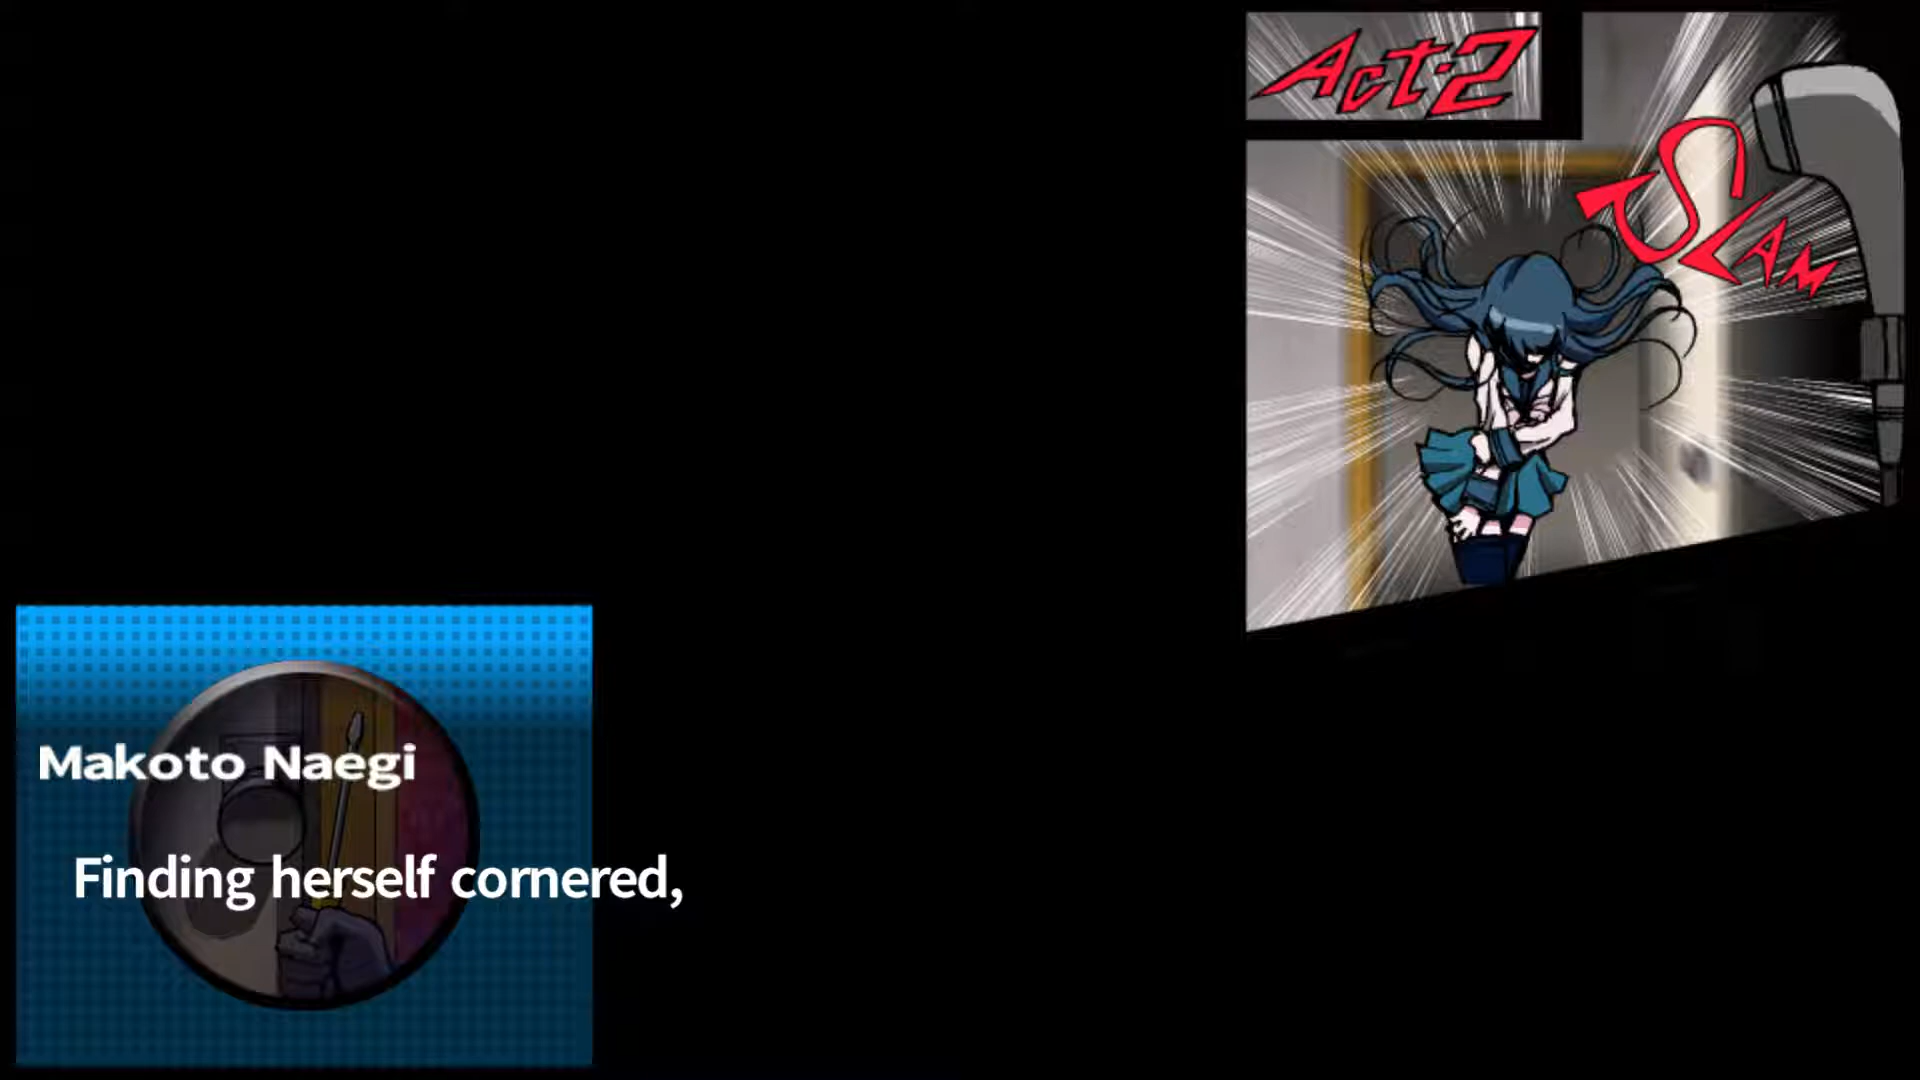 Act.2
SLAM
Makoto Naegi
Finding herself cornered,